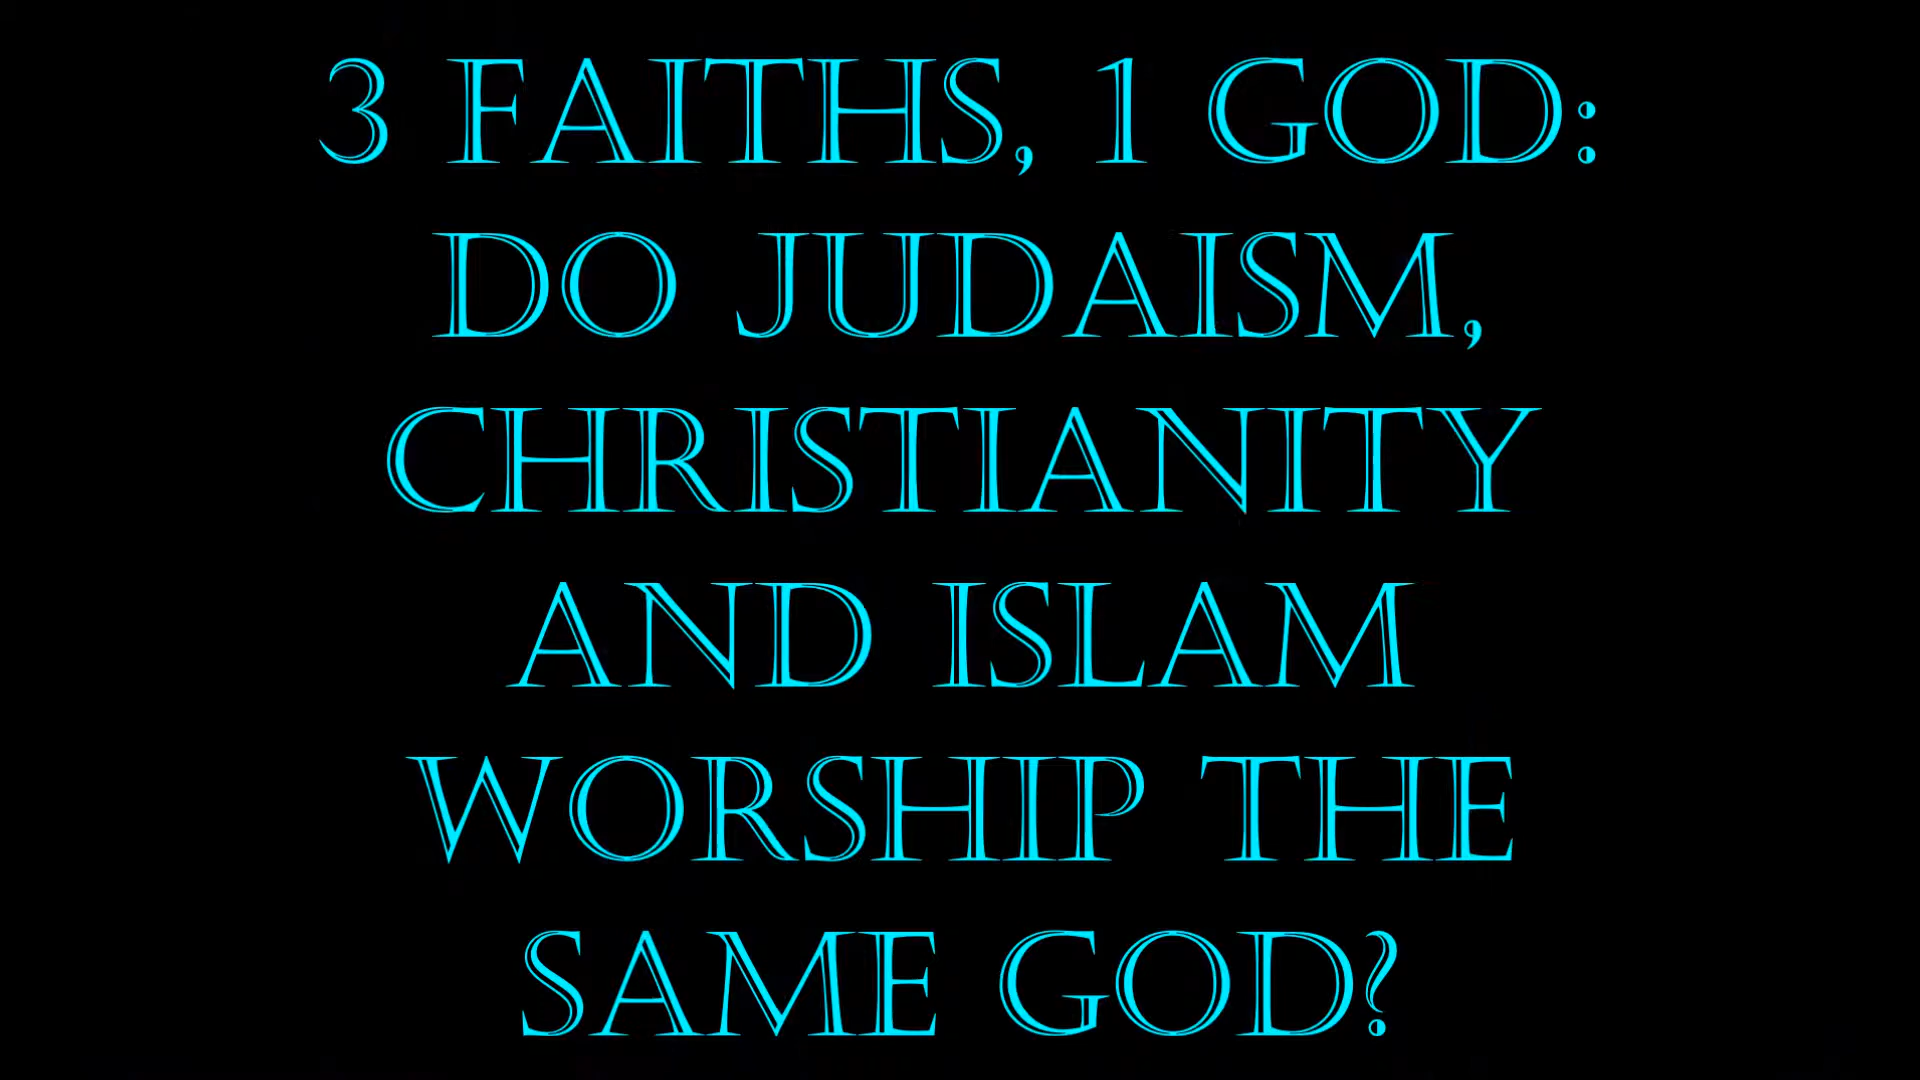 3 FAITHS, 1 GOD:
DO JUDAISM,
CHRISTIANITY
AND ISLAM
WORSHIP THE
SAME GOD?